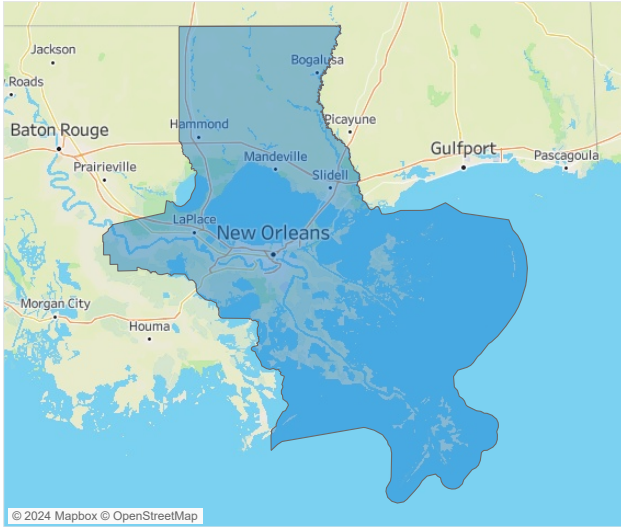 Jackson
Bogalusa
Roads
Hammond
Picayune
Baton Rouge
Gulfport
Mandeville
Pascagoula
Prairieville
Slidell
LaPlace
New Orleans
Morgan City
Houma
© 2024 Mapbox © OpenStreetMap